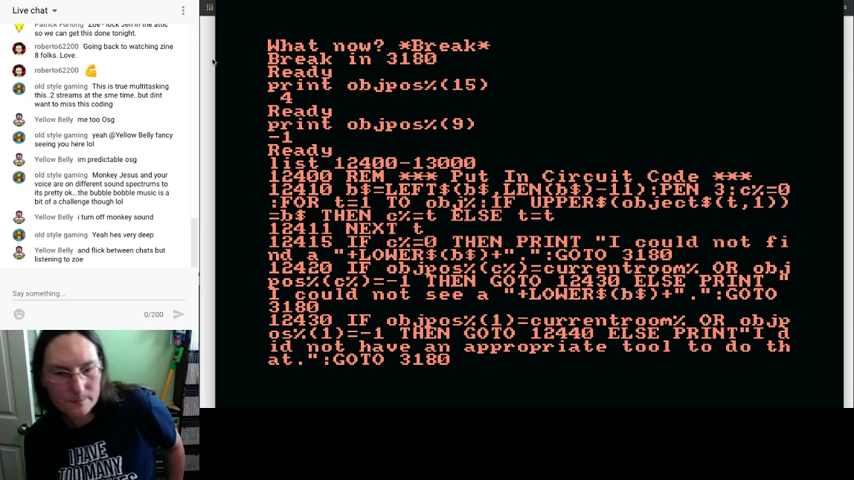 Live chat
so we can get this done tonight.
roberto62200 Going back to watching zine
8 folks. Love.
roberto62200
old style gaming This is true multitasking
this..2 streams at the sme time..but dint
want to miss this coding
Yellow Belly me too Osg
old style gaming yeah @Yellow Belly fancy
seeing you here lol
Yellow Belly im predictable osg
old style gaming Monkey Jesus and your
voice are on different sound spectrums to
its pretty ok...the bubble bobble music is a
bit of a challenge though lol
Yellow Belly i turn off monkey sound
old style gaming Yeah hes very deep
Yellow Belly and flick between chats but
listening to zoe
Say something...
0/200
I HAVE
TOO MANY
What now? *Break*
Break in 3180
Ready
print objpos%(15)
4
Ready
print objpos%(9)
-1
Ready
list 12400-13000
12400 REM *** Put In Circuit Code ***
12410 b$=LEFT$(b$,LEN(b$)-11):PEN 3:c%=0
:FOR t=1 TO obj%:IF UPPER$(object$(t,1))
=b$ THEN c%=t ELSE t=t
12411 NEXT t
12415 IF c%=0 THEN PRINT "I could not fi
nd a "+LOWER$(b$)+".":GOTO 3180
12420 IF objpos%(c%)=currentroom% OR obj
pos%(c%)=-1 THEN GOTO 12430 ELSE PRINT "
I could not see a "+LOWER$(b$)+".":GOTO
3180
12430 IF objpos%(1)=currentroom% OR objp
os%(1)=-1 THEN GOTO 12440 ELSE PRINT"I d
id not have an appropriate tool to do th
at.":GOTO 3180